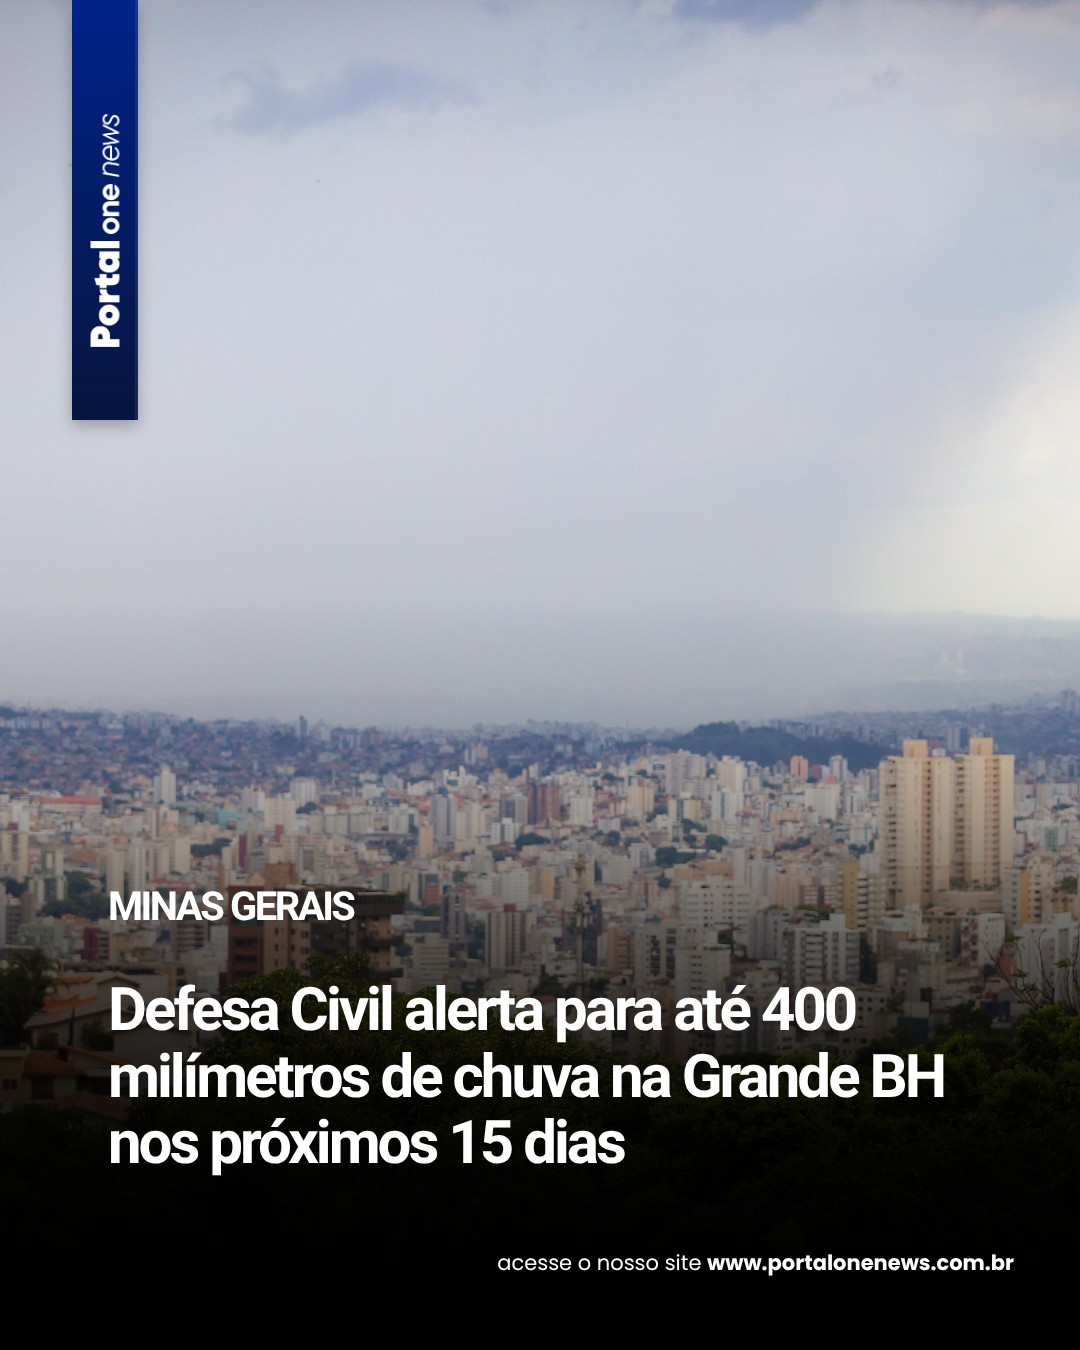 Portal one news
MINAS GERAIS
Defesa Civil alerta para até 400
milímetros de chuva na Grande BH
nos próximos 15 dias
acesse o nosso site www.portalonenews.com.br